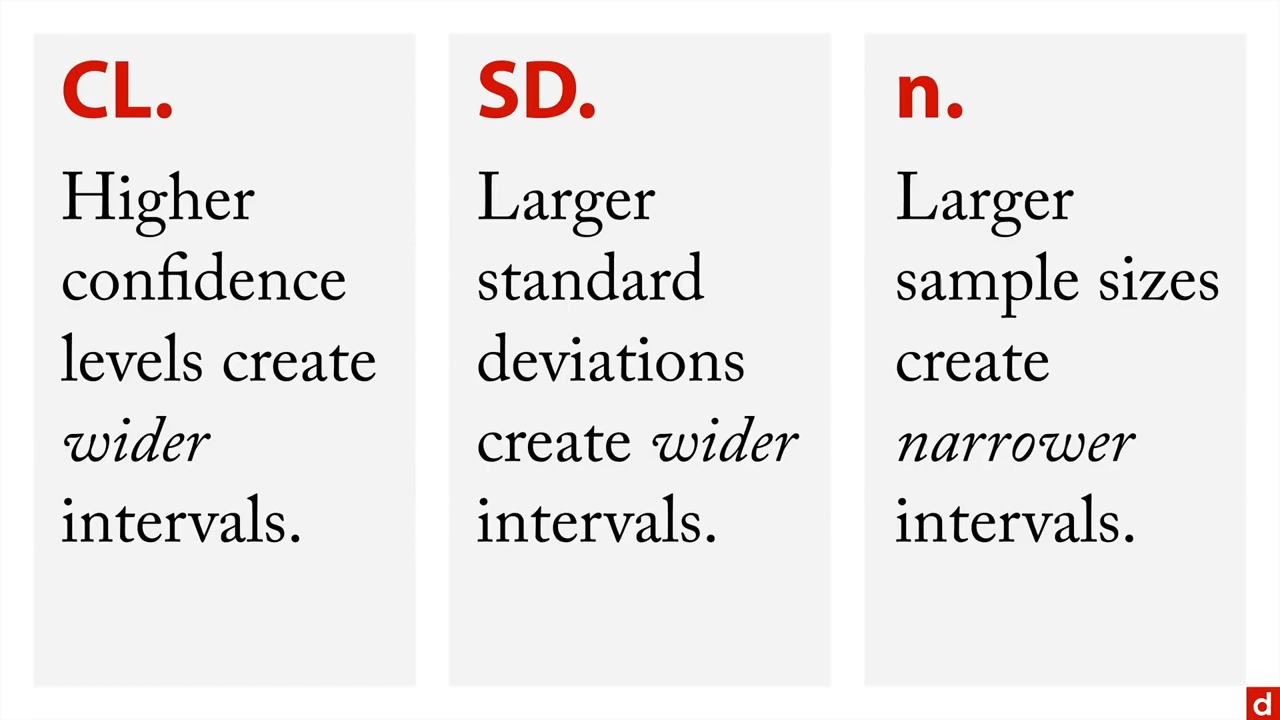 CL.
Higher
confidence
levels create
wider
intervals.
SD.
Larger
standard
deviations
create wider
intervals.
n.
Larger
sample sizes
create
narrower
intervals.
d